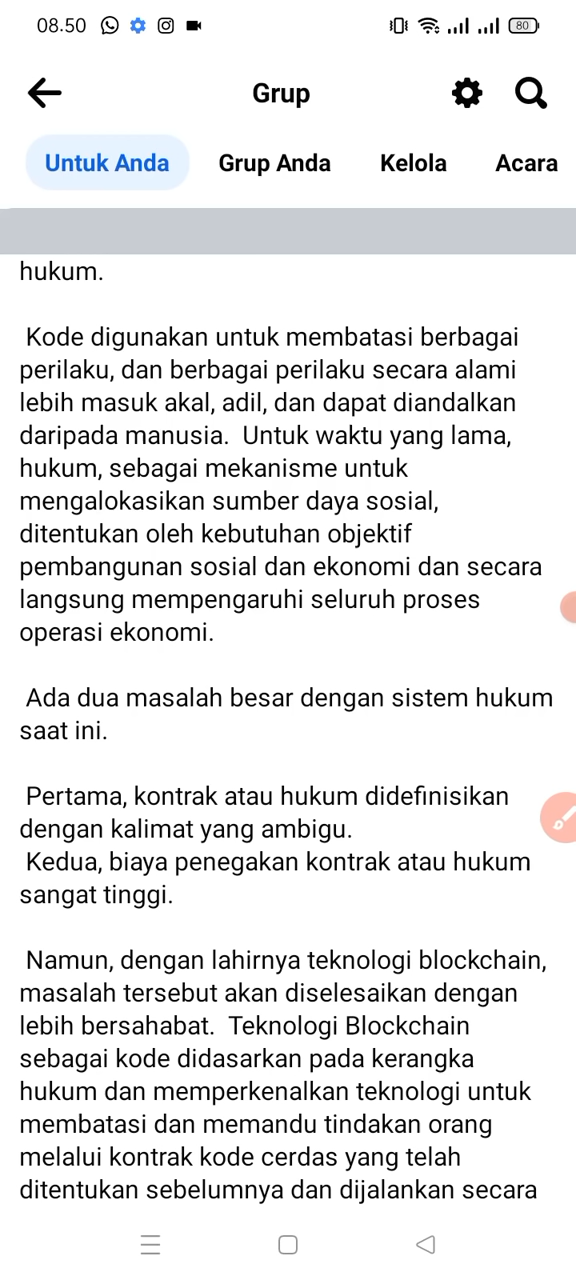 08.50
80
Grup
Untuk Anda
Grup Anda
Kelola
Acara
hukum.
Kode digunakan untuk membatasi berbagai
perilaku, dan berbagai perilaku secara alami
lebih masuk akal, adil, dan dapat diandalkan
daripada manusia.  Untuk waktu yang lama,
hukum, sebagai mekanisme untuk
mengalokasikan sumber daya sosial,
ditentukan oleh kebutuhan objektif
pembangunan sosial dan ekonomi dan secara
langsung mempengaruhi seluruh proses
operasi ekonomi.
Ada dua masalah besar dengan sistem hukum
saat ini.
Pertama, kontrak atau hukum didefinisikan
dengan kalimat yang ambigu.
Kedua, biaya penegakan kontrak atau hukum
sangat tinggi.
Namun, dengan lahirnya teknologi blockchain,
masalah tersebut akan diselesaikan dengan
lebih bersahabat.  Teknologi Blockchain
sebagai kode didasarkan pada kerangka
hukum dan memperkenalkan teknologi untuk
membatasi dan memandu tindakan orang
melalui kontrak kode cerdas yang telah
ditentukan sebelumnya dan dijalankan secara